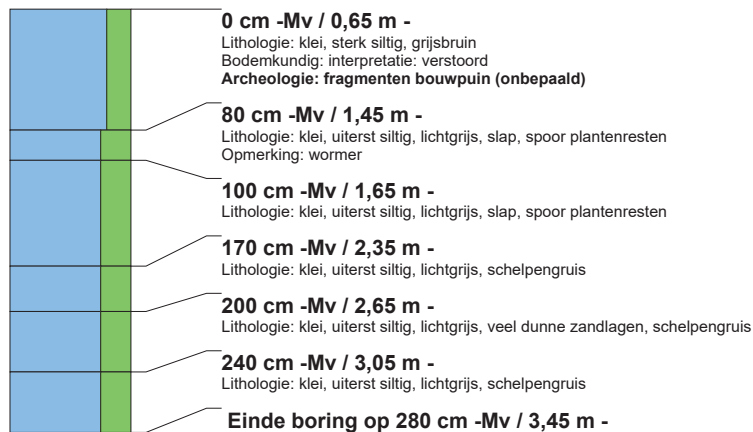 0 cm -Mv / 0,65 m -
Lithologie: klei, sterk siltig, grijsbruin
Bodemkundig: interpretatie: verstoord
Archeologie: fragmenten bouwpuin (onbepaald)
80 cm -Mv / 1,45 m -
Lithologie: klei, uiterst siltig, lichtgrijs, slap, spoor plantenresten
Opmerking: wormer
100 cm -Mv / 1,65 m -
Lithologie: klei, uiterst siltig, lichtgrijs, slap, spoor plantenresten
170 cm -Mv / 2,35 m -
Lithologie: klei, uiterst siltig, lichtgrijs, schelpengruis
200 cm -Mv / 2,65 m -
Lithologie: klei, uiterst siltig, lichtgrijs, veel dunne zandlagen, schelpengruis
240 cm -Mv / 3,05 m -
Lithologie: klei, uiterst siltig, lichtgrijs, schelpengruis
Einde boring op 280 cm -Mv / 3,45 m -